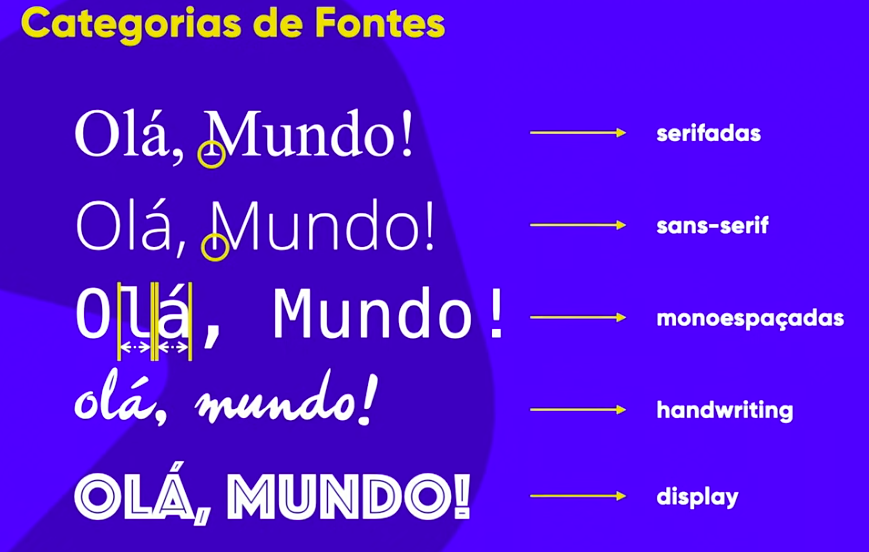 Categorias de Fontes
Olá, Mundo! serifadas
Olá, Mundo! sans-serif
Olá, Mundo! monoespaçadas
olá, mundo! handwriting
OLÁ, MUNDO! display